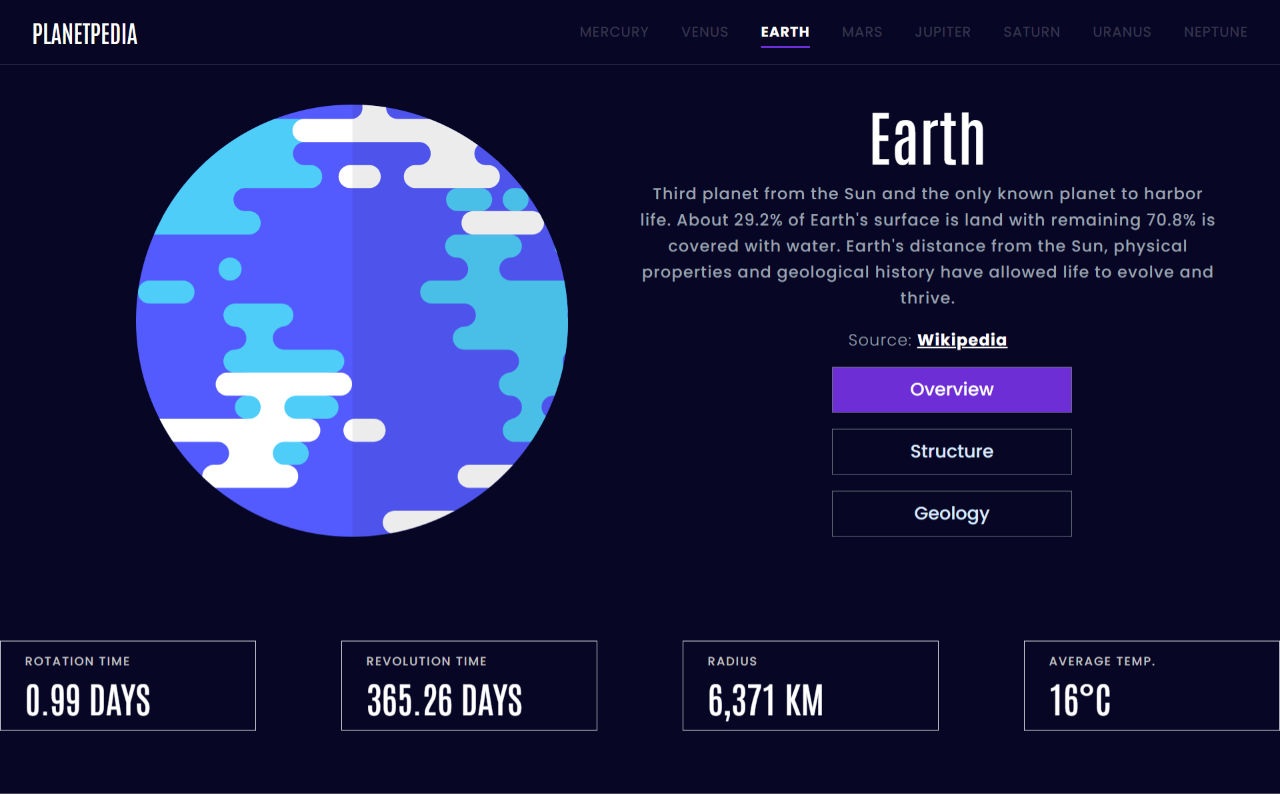 PLANETPEDIA
MERCURY VENUS EARTH MARS JUPITER SATURN URANUS NEPTUNE
Earth
Third planet from the Sun and the only known planet to harbor
life. About 29.2% of Earth's surface is land with remaining 70.8% is
covered with water. Earth's distance from the Sun, physical
properties and geological history have allowed life to evolve and
thrive.
Source: Wikipedia
Overview
Structure
Geology
ROTATION TIME
0.99 DAYS
REVOLUTION TIME
365.26 DAYS
RADIUS
6,371 KM
AVERAGE TEMP.
16°C